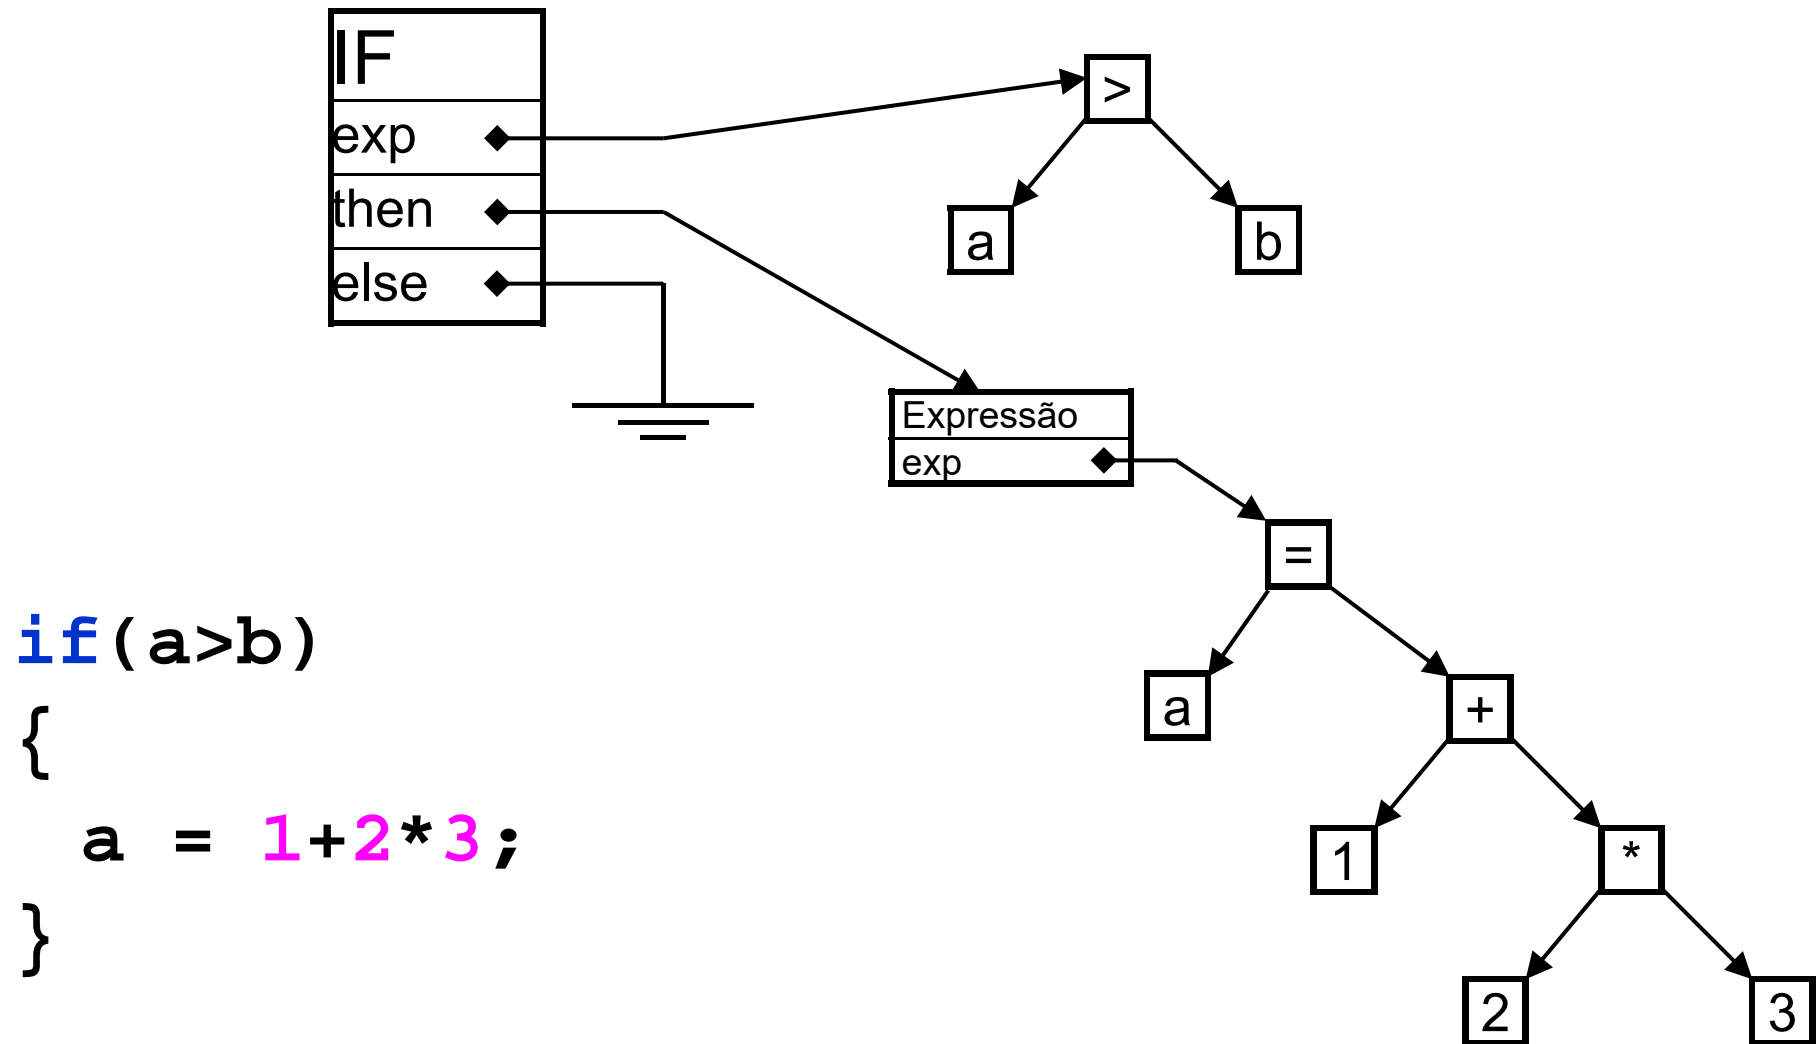 IF
exp
then
else
>
a
b
Expressão
exp
=
a
+
1
*
2
3
if(a>b)
{
a = 1+2*3;
}